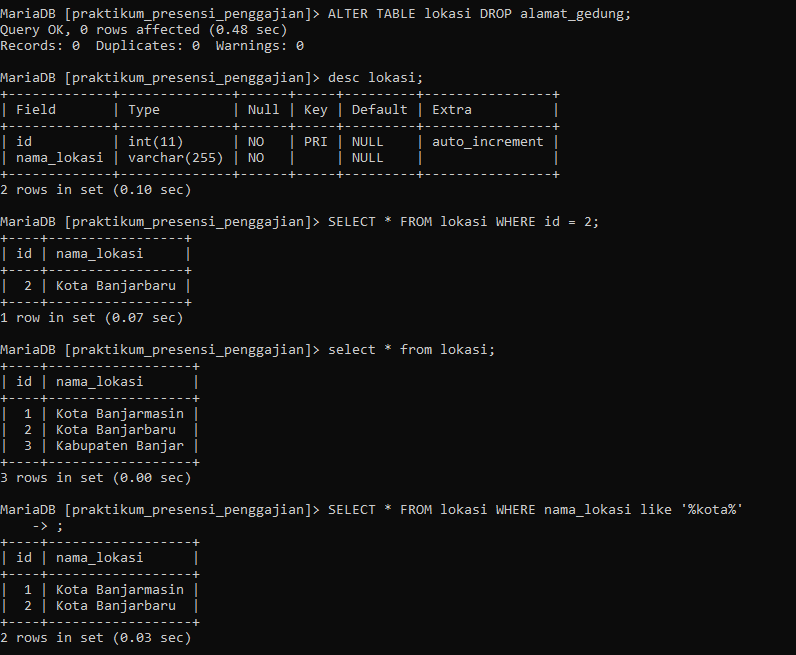 MariaDB [praktikum_presensi_penggajian]> ALTER TABLE lokasi DROP alamat_gedung;
Query OK, 0 rows affected (0.48 sec)
Records: 0  Duplicates: 0  Warnings: 0

MariaDB [praktikum_presensi_penggajian]> desc lokasi;
+-------------+--------------+------+-----+---------+----------------+
| Field       | Type         | Null | Key | Default | Extra          |
+-------------+--------------+------+-----+---------+----------------+
| id          | int(11)      | NO   | PRI | NULL    | auto_increment |
| nama_lokasi | varchar(255) | NO   |     | NULL    |                |
+-------------+--------------+------+-----+---------+----------------+
2 rows in set (0.10 sec)

MariaDB [praktikum_presensi_penggajian]> SELECT * FROM lokasi WHERE id = 2;
+----+-----------------+
| id | nama_lokasi     |
+----+-----------------+
|  2 | Kota Banjarbaru |
+----+-----------------+
1 row in set (0.07 sec)

MariaDB [praktikum_presensi_penggajian]> select * from lokasi;
+----+------------------+
| id | nama_lokasi      |
+----+------------------+
|  1 | Kota Banjarmasin |
|  2 | Kota Banjarbaru  |
|  3 | Kabupaten Banjar |
+----+------------------+
3 rows in set (0.00 sec)

MariaDB [praktikum_presensi_penggajian]> SELECT * FROM lokasi WHERE nama_lokasi like '%kota%'
    -> ;
+----+------------------+
| id | nama_lokasi      |
+----+------------------+
|  1 | Kota Banjarmasin |
|  2 | Kota Banjarbaru  |
+----+------------------+
2 rows in set (0.03 sec)